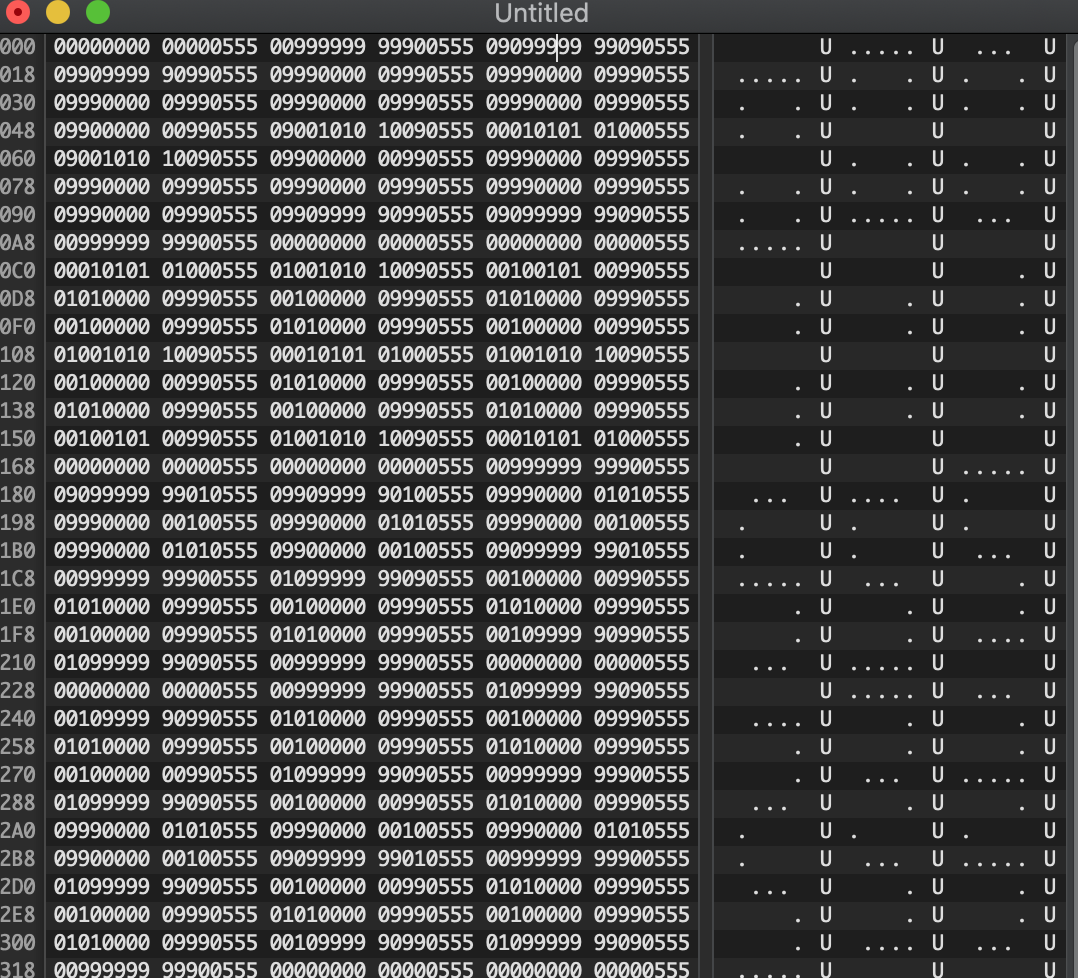 Untitled
000 00000000 00000555 00999999 99900555 09099999 99090555 U ..... U ... U
018 09909999 90990555 09990000 09990555 09990000 09990555 ..... U . . U . . U
030 09990000 09990555 09990000 09990555 09990000 09990555 . . U . . U . . U
048 09900000 00990555 09001010 10090555 00010101 01000555 . . U U U
060 09001010 10090555 09900000 00990555 09990000 09990555 U . . U . . U
078 09990000 09990555 09990000 09990555 09990000 09990555 . . U . . U . . U
090 09990000 09990555 09909999 90990555 09099999 99090555 . . U ..... U ... U
0A8 00999999 99900555 00000000 00000555 00000000 00000555 ..... U U U
0C0 00010101 01000555 01001010 10090555 00100101 00990555 U U . U
0D8 01010000 09990555 00100000 09990555 01010000 09990555 . U . U . U
0F0 00100000 09990555 01010000 09990555 00100000 00990555 . U . U . U
108 01001010 10090555 00010101 01000555 01001010 10090555 U U U
120 00100000 00990555 01010000 09990555 00100000 09990555 . U . U . U
138 01010000 09990555 00100000 09990555 01010000 09990555 . U . U . U
150 00100101 00990555 01001010 10090555 00010101 01000555 . U U U
168 00000000 00000555 00000000 00000555 00999999 99900555 U U ..... U
180 09099999 99010555 09909999 90100555 09990000 01010555 ... U .... U . U
198 09990000 00100555 09990000 01010555 09990000 00100555 . U . U . U
1B0 09990000 01010555 09900000 00100555 09099999 99010555 . U . U ... U
1C8 00999999 99900555 01099999 99090555 00100000 00990555 ..... U ... U . U
1E0 01010000 09990555 00100000 09990555 01010000 09990555 . U . U . U
1F8 00100000 09990555 01010000 09990555 00109999 90990555 . U . U .... U
210 01099999 99090555 00999999 99900555 00000000 00000555 ... U ..... U U
228 00000000 00000555 00999999 99900555 01099999 99090555 U ..... U ... U
240 00109999 90990555 01010000 09990555 00100000 09990555 .... U . U . U
258 01010000 09990555 00100000 09990555 01010000 09990555 . U . U . U
270 00100000 00990555 01099999 99090555 00999999 99900555 . U ... U ..... U
288 01099999 99090555 00100000 00990555 01010000 09990555 ... U . U . U
2A0 09990000 01010555 09990000 00100555 09990000 01010555 . U . U . U
2B8 09900000 00100555 09099999 99010555 00999999 99900555 . U ... U ..... U
2D0 01099999 99090555 00100000 00990555 01010000 09990555 ... U . U . U
2E8 00100000 09990555 01010000 09990555 00100000 09990555 . U . U . U
300 01010000 09990555 00109999 90990555 01099999 99090555 . U .... U ... U
318 00999999 99900555 00000000 00000555 00000000 00000555 ..... U U U